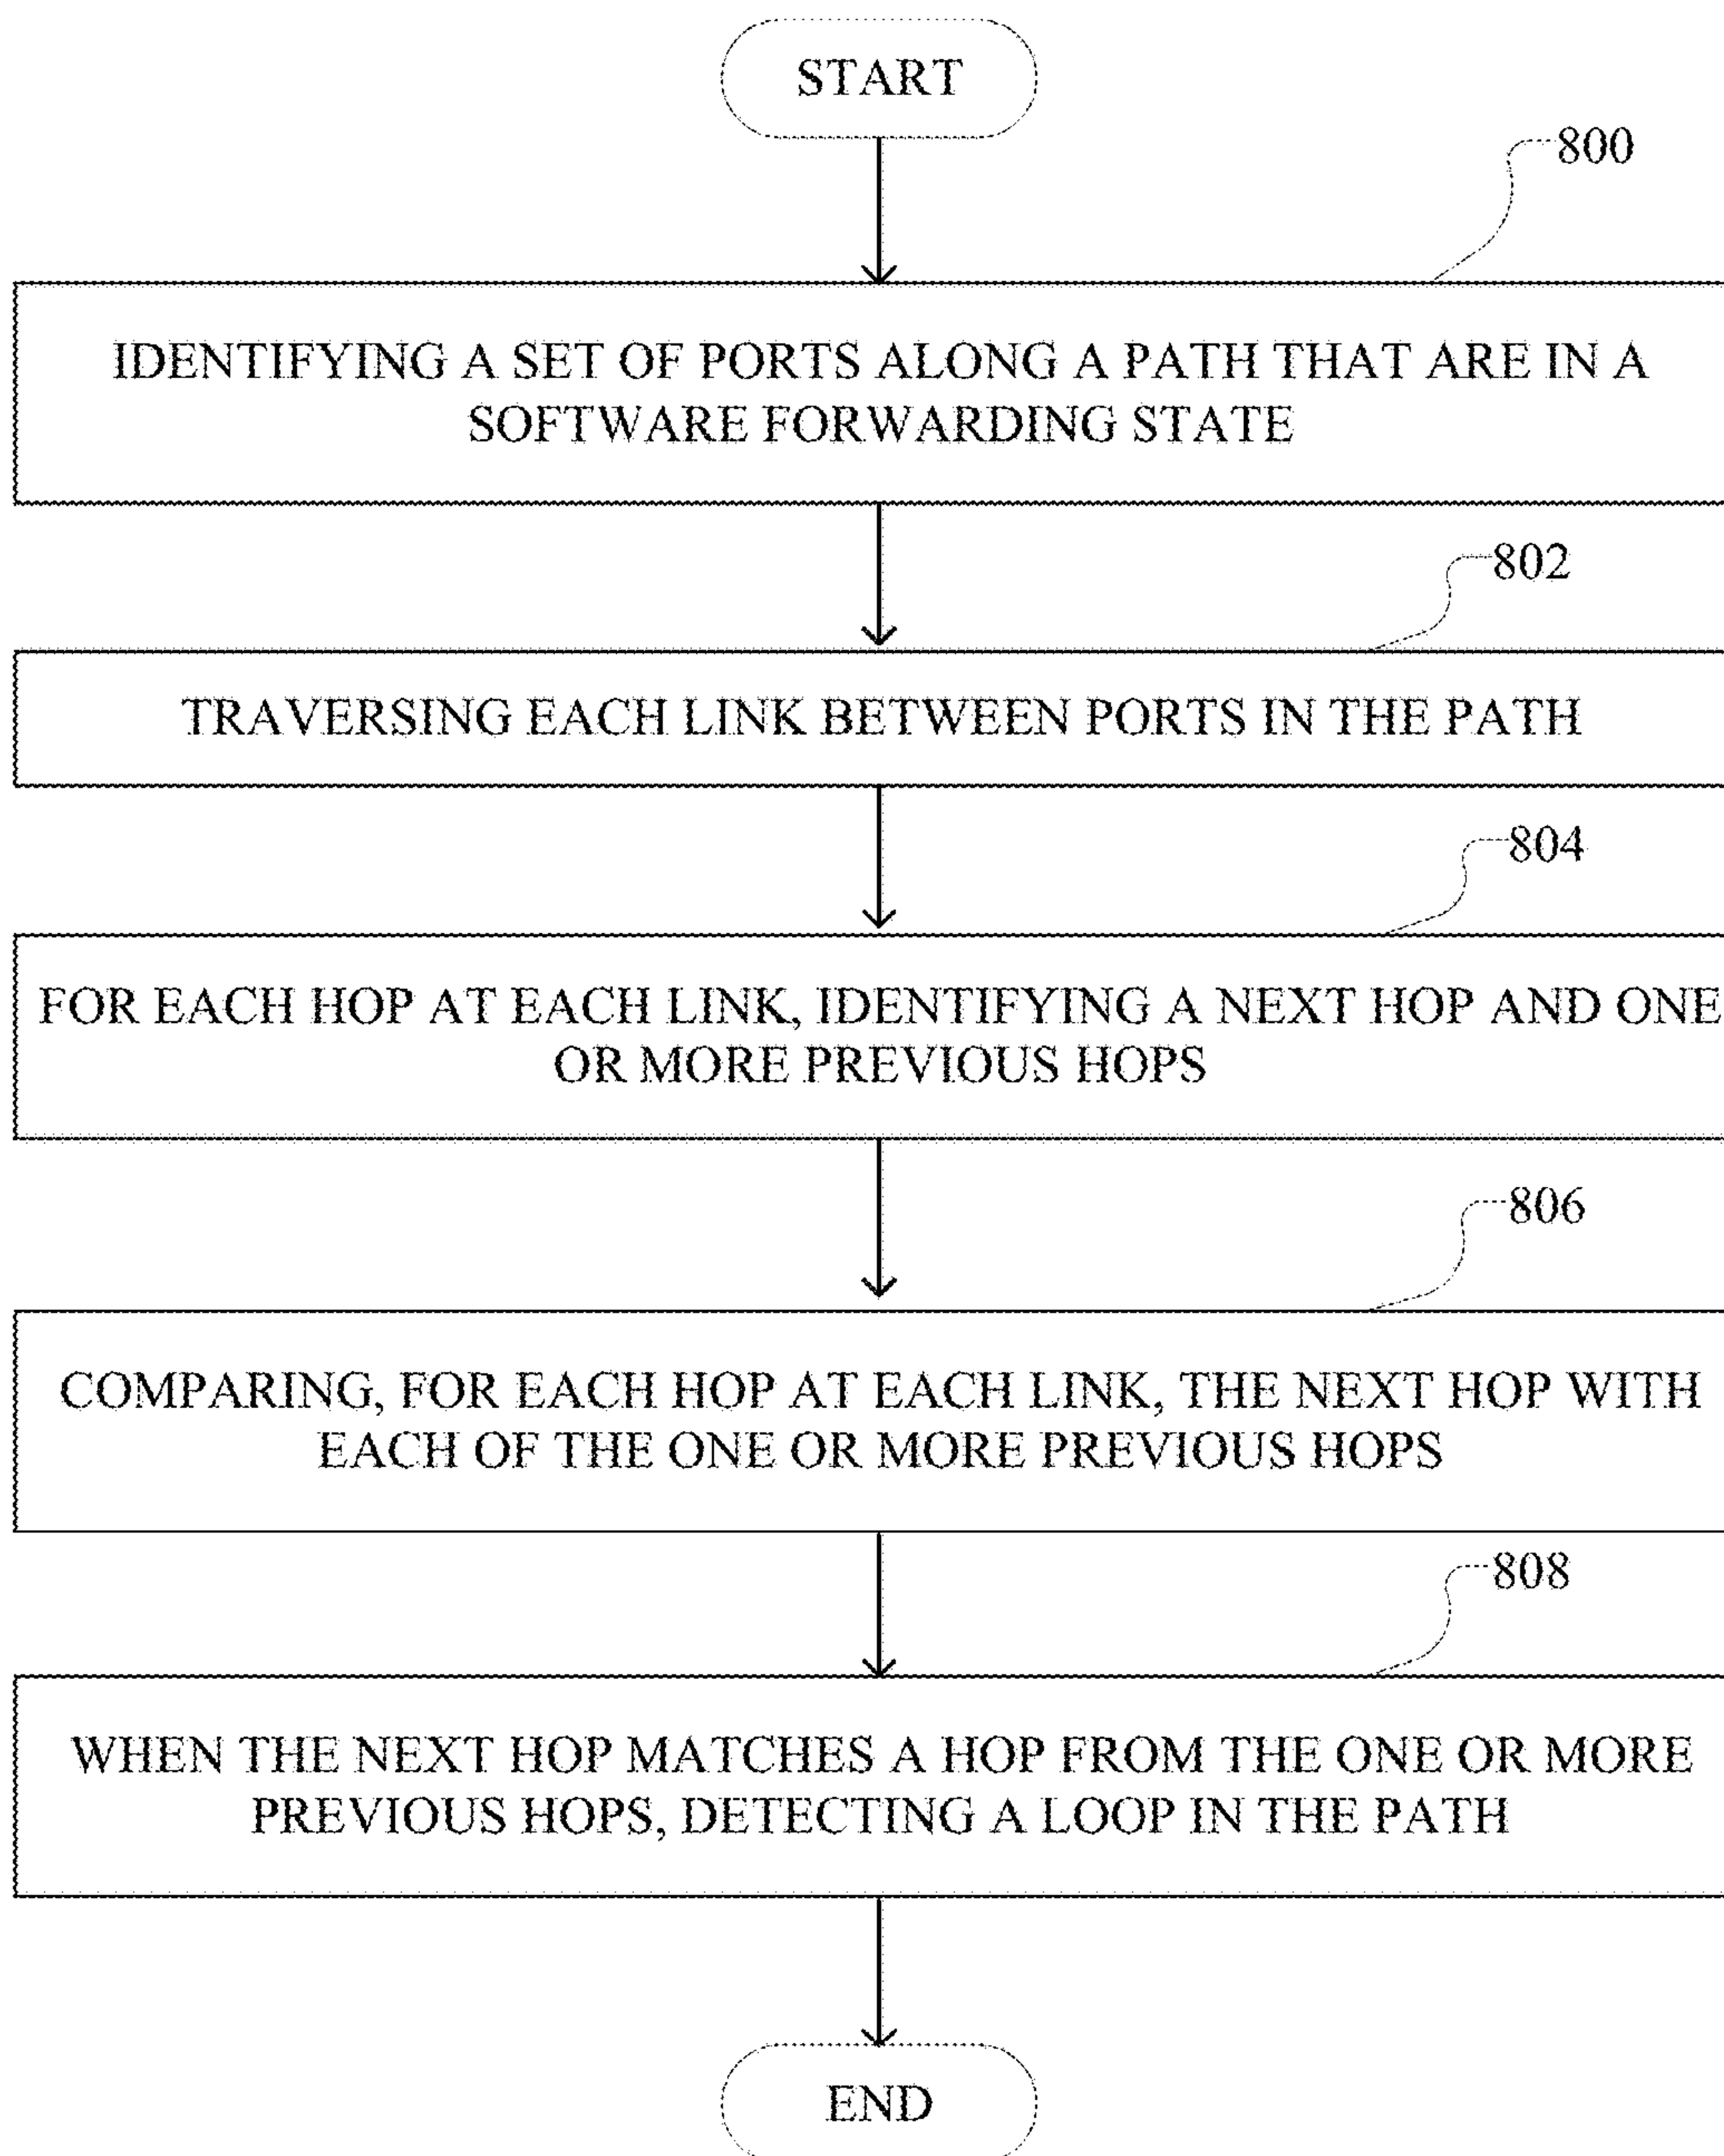 START
800
IDENTIFYING A SET OF PORTS ALONG A PATH THAT ARE IN A
SOFTWARE FORWARDING STATE
802
TRAVERSING EACH LINK BETWEEN PORTS IN THE PATH
804
FOR EACH HOP AT EACH LINK, IDENTIFYING A NEXT HOP AND ONE
OR MORE PREVIOUS HOPS
806
COMPARING, FOR EACH HOP AT EACH LINK, THE NEXT HOP WITH
EACH OF THE ONE OR MORE PREVIOUS HOPS
808
WHEN THE NEXT HOP MATCHES A HOP FROM THE ONE OR MORE
PREVIOUS HOPS, DETECTING A LOOP IN THE PATH
END